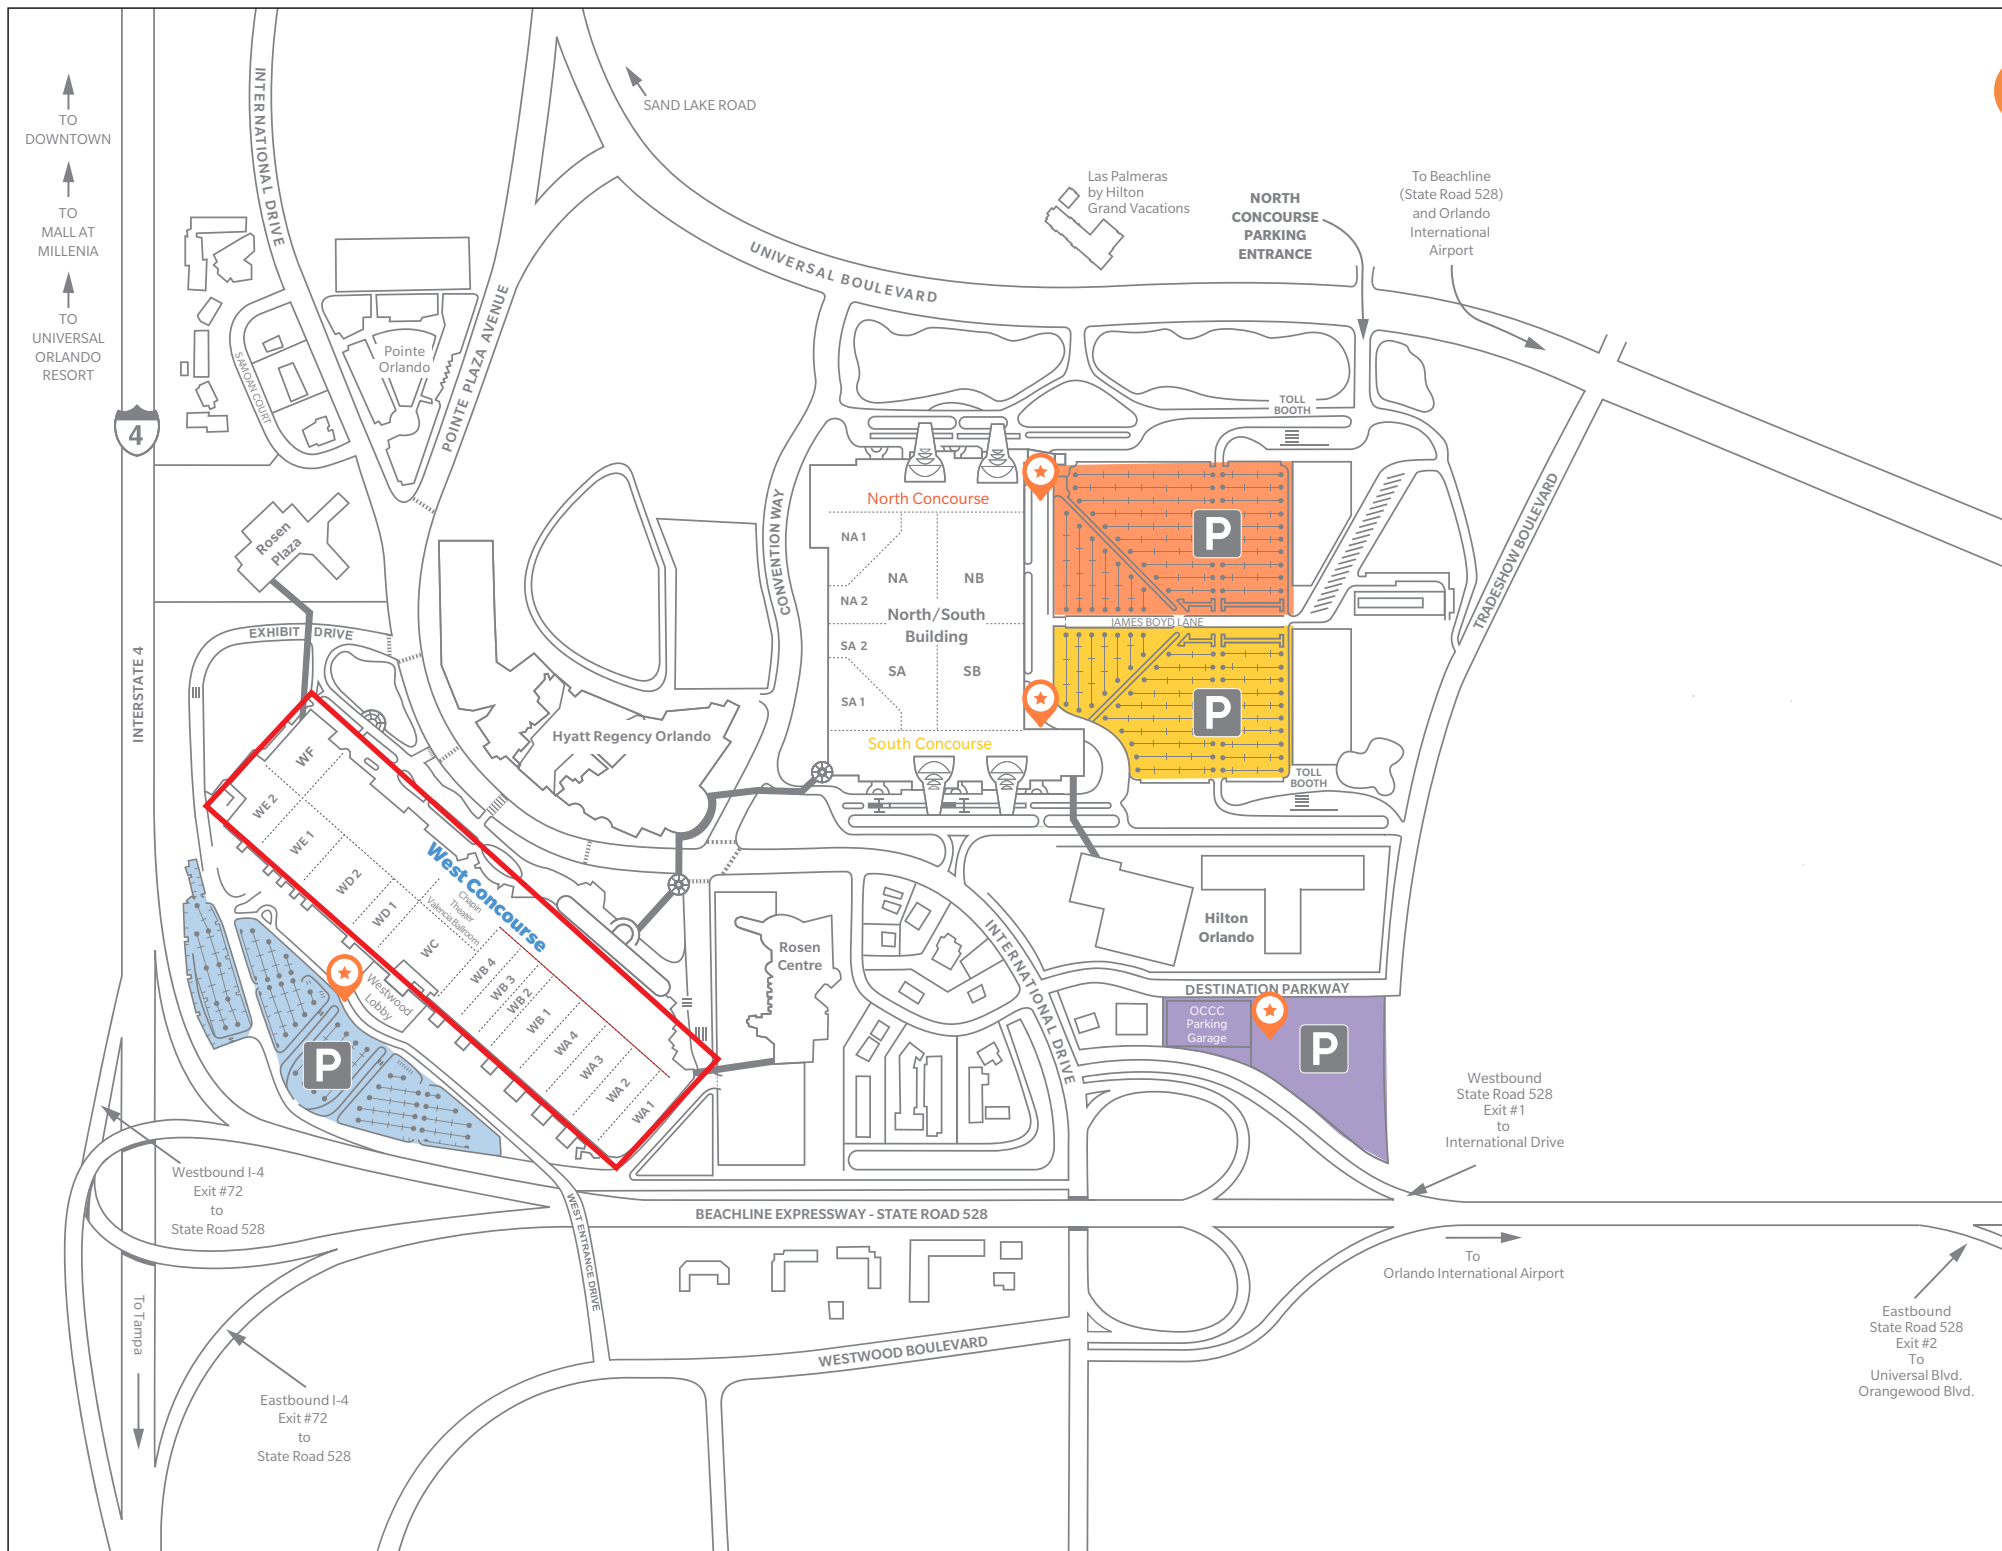 TO
DOWNTOWN
TO
MALL AT
MILLENIA
TO
UNIVERSAL
ORLANDO
RESORT
4
INTERSTATE 4
To Tampa
INTERNATIONAL DRIVE
SAMOAN COURT
Pointe
Orlando
POINTE PLAZA AVENUE
SAND LAKE ROAD
UNIVERSAL BOULEVARD
Las Palmeras
by Hilton
Grand Vacations
NORTH
CONCOURSE
PARKING
ENTRANCE
To Beachline
(State Road 528)
and Orlando
International
Airport
TOLL
BOOTH
TRADESHOW BOULEVARD
Rosen
Plaza
EXHIBIT DRIVE
CONVENTION WAY
North Concourse
NA 1
NA
NB
NA 2
North/South
Building
SA 2
SA
SB
SA 1
South Concourse
P
JAMES BOYD LANE
P
TOLL
BOOTH
Hyatt Regency Orlando
WF
WE 2
WE 1
WD 2
WD 1
WC
West Concourse
Chapin
Theater
Valencia Ballroom
WB 4
WB 3
WB 2
WB 1
WA 4
WA 3
WA 2
WA 1
Westwood
Lobby
P
Rosen
Centre
INTERNATIONAL DRIVE
Hilton
Orlando
DESTINATION PARKWAY
OCCC
Parking
Garage
P
Westbound
State Road 528
Exit #1
to
International Drive
Westbound I-4
Exit #72
to
State Road 528
WEST ENTRANCE DRIVE
BEACHLINE EXPRESSWAY - STATE ROAD 528
To
Orlando International Airport
Eastbound
State Road 528
Exit #2
To
Universal Blvd.
Orangewood Blvd.
WESTWOOD BOULEVARD
Eastbound I-4
Exit #72
to
State Road 528